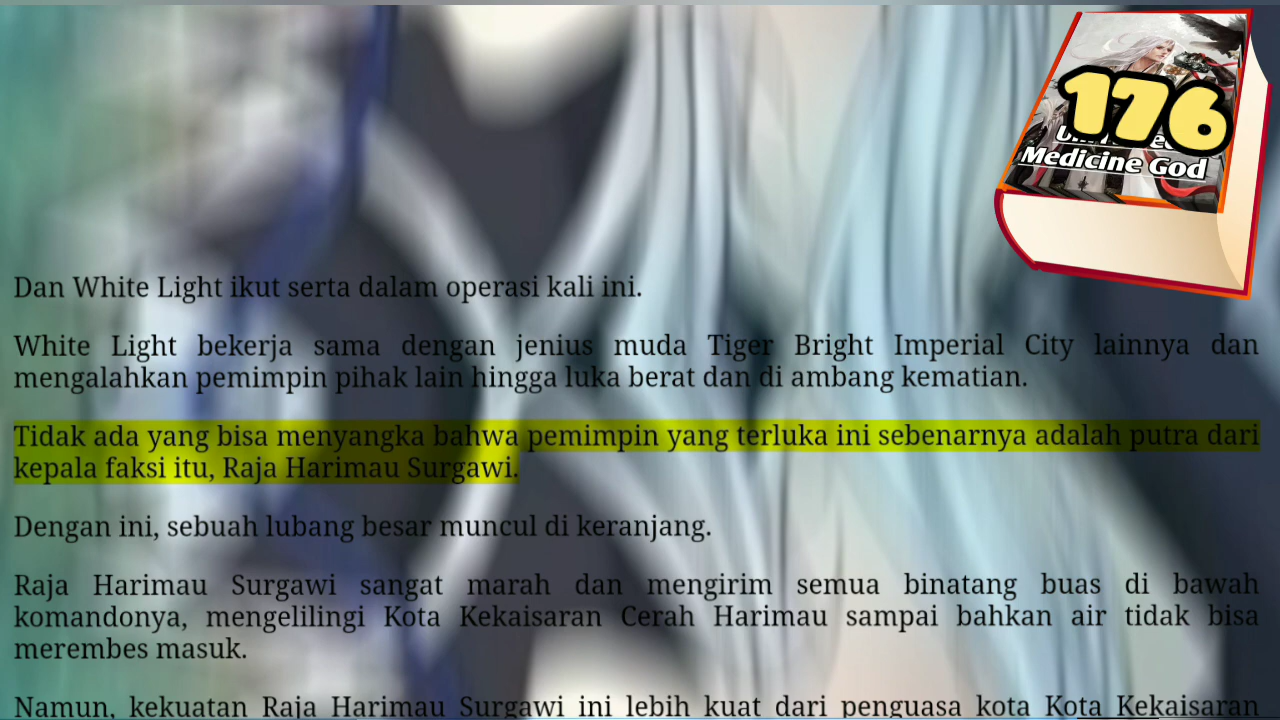 176
Medicine God
Dan White Light ikut serta dalam operasi kali ini.
White Light bekerja sama dengan jenius muda Tiger Bright Imperial City lainnya dan
mengalahkan pemimpin pihak lain hingga luka berat dan di ambang kematian.
Tidak ada yang bisa menyangka bahwa pemimpin yang terluka ini sebenarnya adalah putra dari
kepala faksi itu, Raja Harimau Surgawi.
Dengan ini, sebuah lubang besar muncul di keranjang.
Raja Harimau Surgawi sangat marah dan mengirim semua binatang buas di bawah
komandonya, mengelilingi Kota Kekaisaran Cerah Harimau sampai bahkan air tidak bisa
merembes masuk.
Namun, kekuatan Raja Harimau Surgawi ini lebih kuat dari penguasa kota Kota Kekaisaran